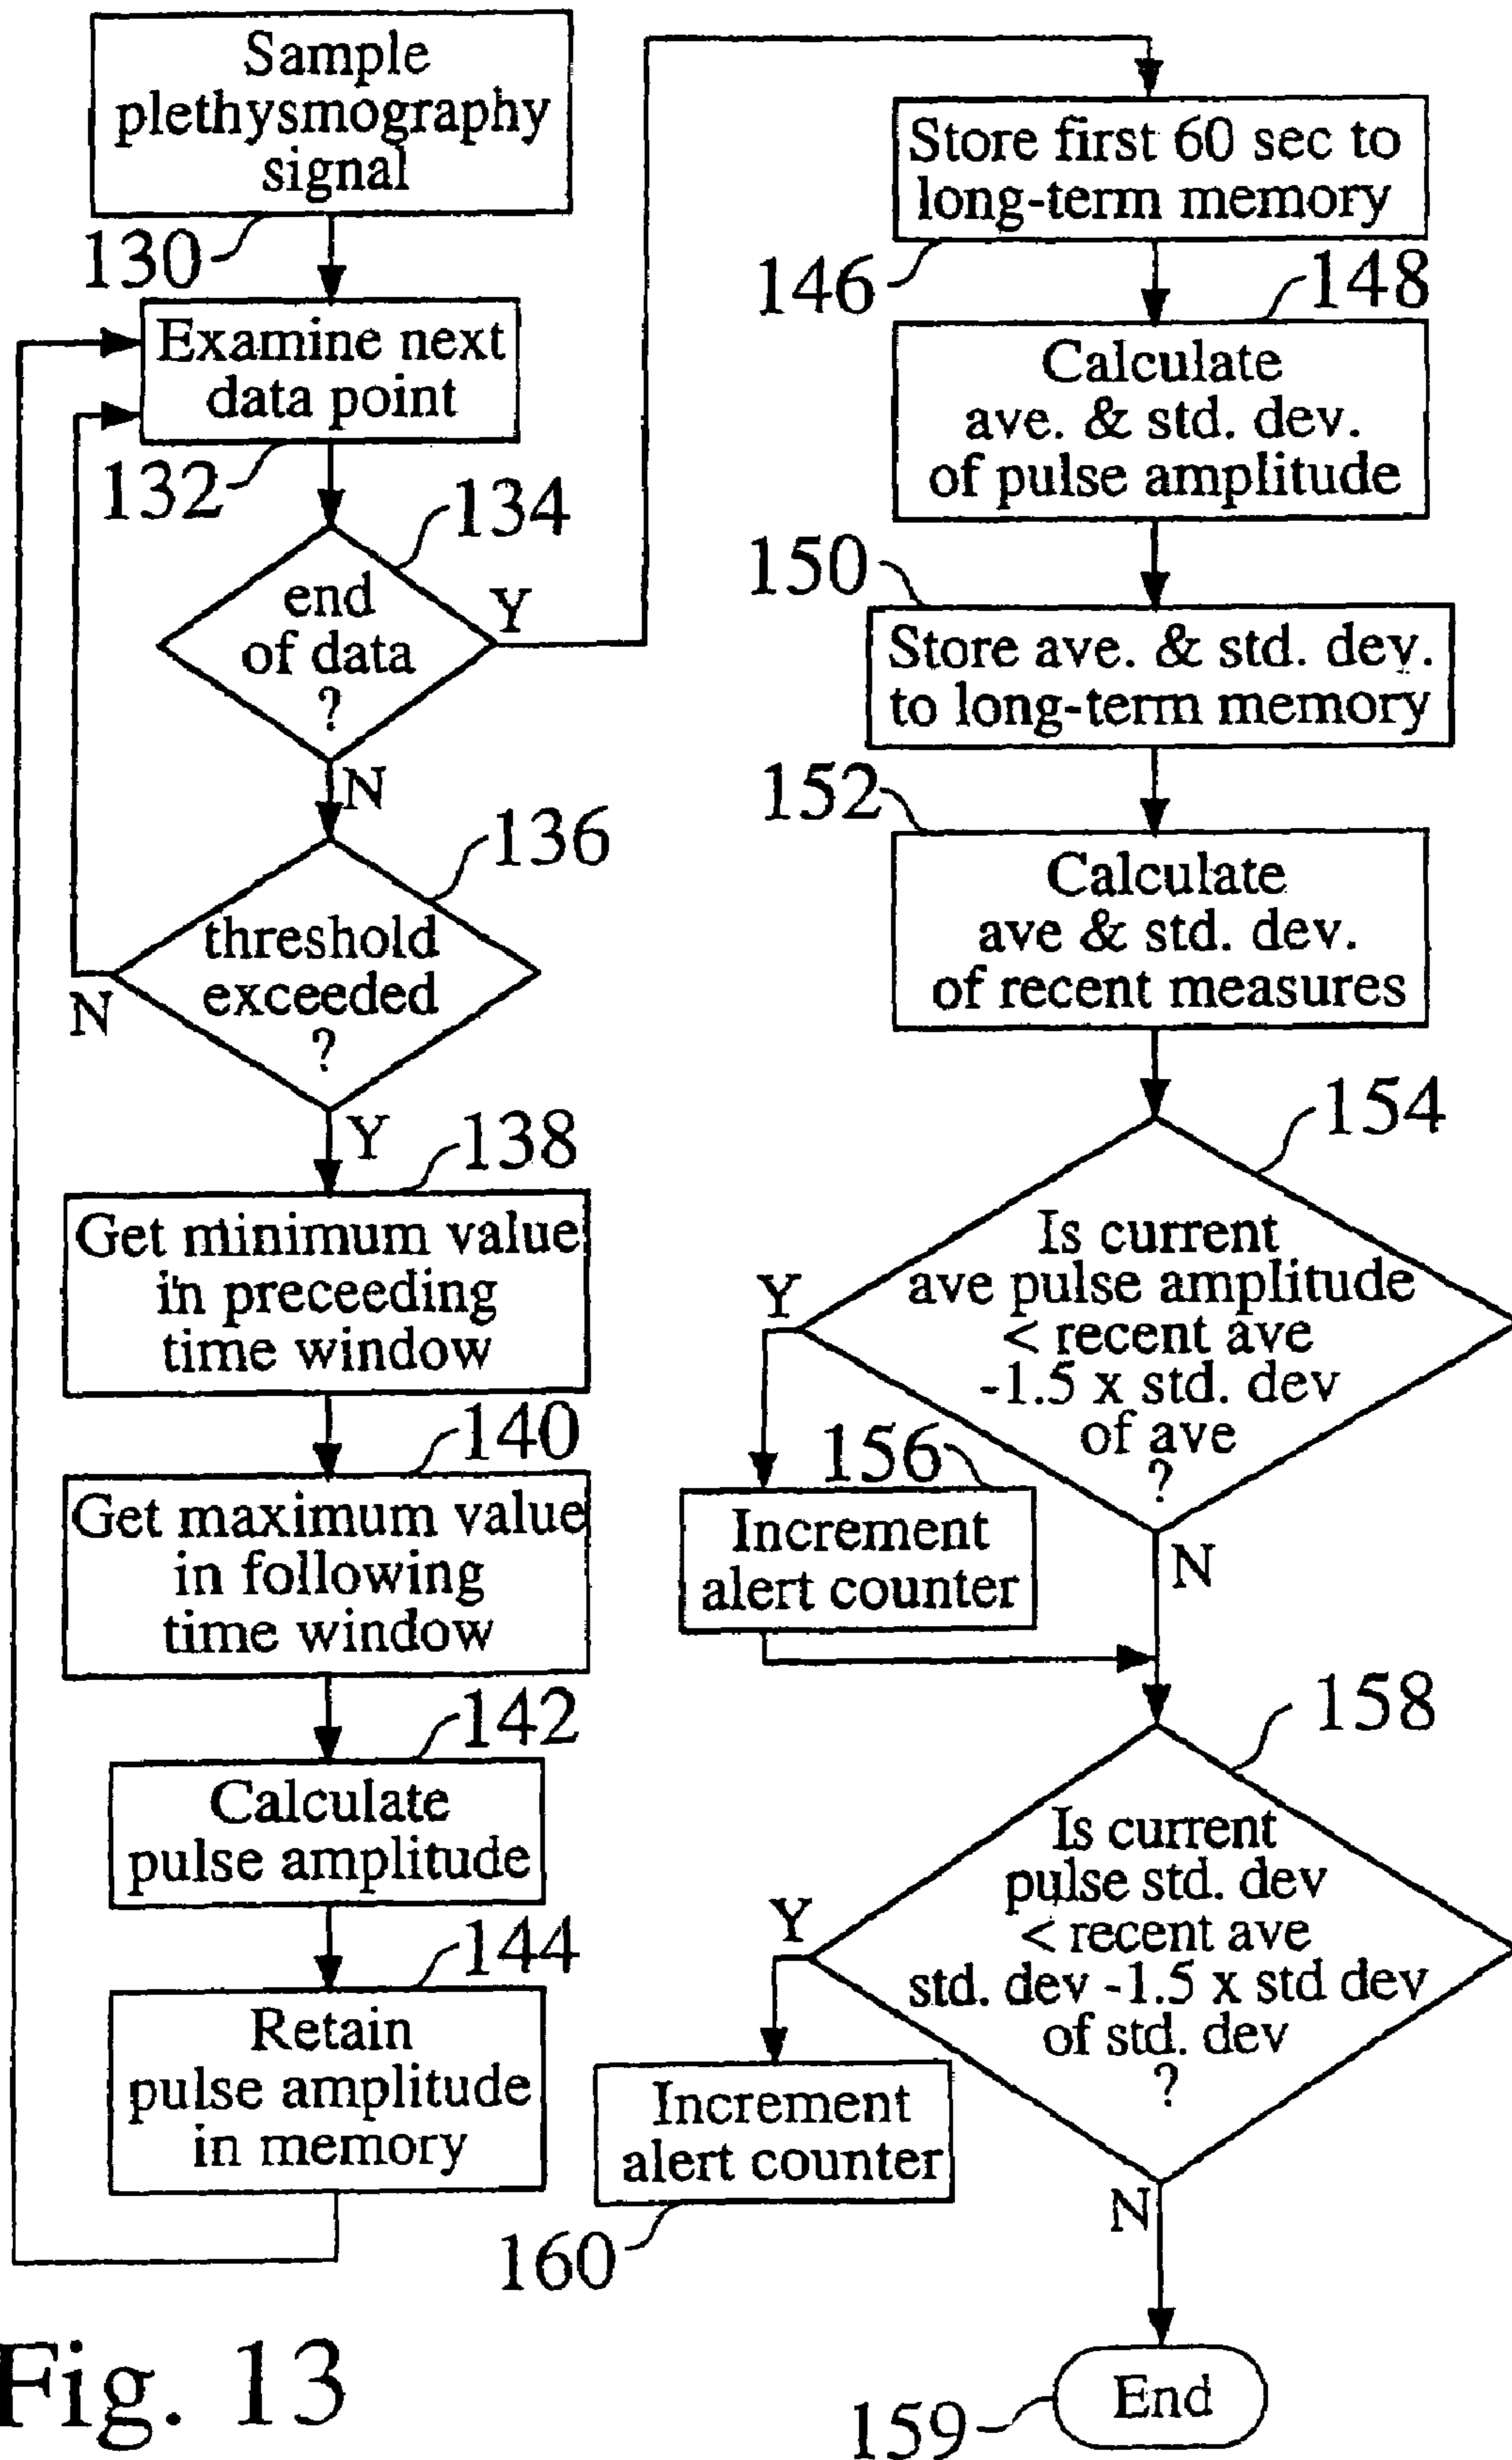 Sample
plethysmography
signal
130
Examine next
data point
132
134
end
of data
?
Y
N
136
threshold
exceeded
?
N
Y
138
Get minimum value
in preceeding
time window
140
Get maximum value
in following
time window
142
Calculate
pulse amplitude
144
Retain
pulse amplitude
in memory
Store first 60 sec to
long-term memory
146
148
Calculate
ave. & std. dev.
of pulse amplitude
150
Store ave. & std. dev.
to long-term memory
152
Calculate
ave & std. dev.
of recent measures
154
Is current
ave pulse amplitude
< recent ave
-1.5 x std. dev
of ave
?
Y
156
Increment
alert counter
N
158
Is current
pulse std. dev
< recent ave
std. dev -1.5 x std dev
of std. dev
?
Y
Increment
alert counter
160
N
End
159
Fig. 13